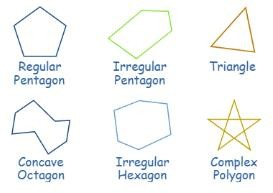 Regular
Pentagon
Irregular
Pentagon
Triangle
Concave
Octagon
Irregular
Hexagon
Complex
Polygon